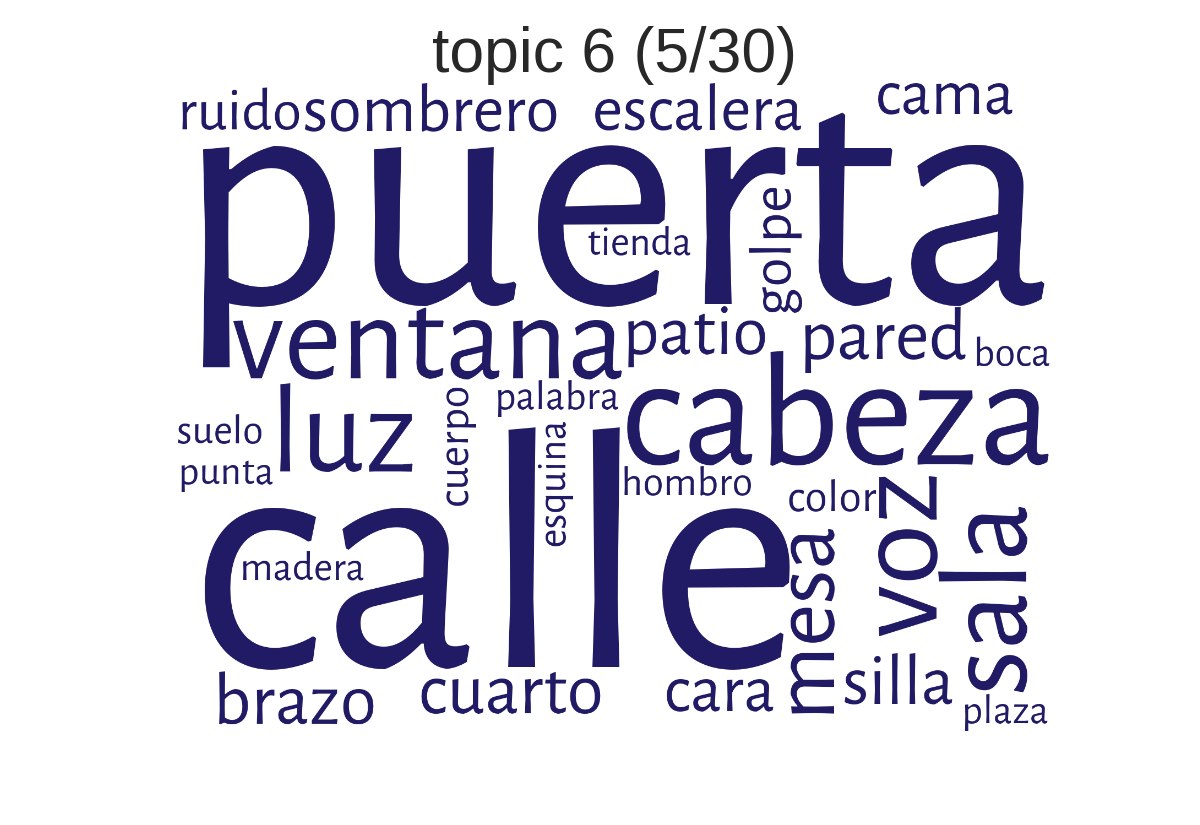 topic 6 (5/30)
ruido sombrero escalera cama
puerta
tienda
golpe
ventana patio pared boca
luz cuerpo palabra cabeza
suelo
punta
esquina
hombro
color
voz
calle
madera
mesa
sala
brazo cuarto cara silla
plaza